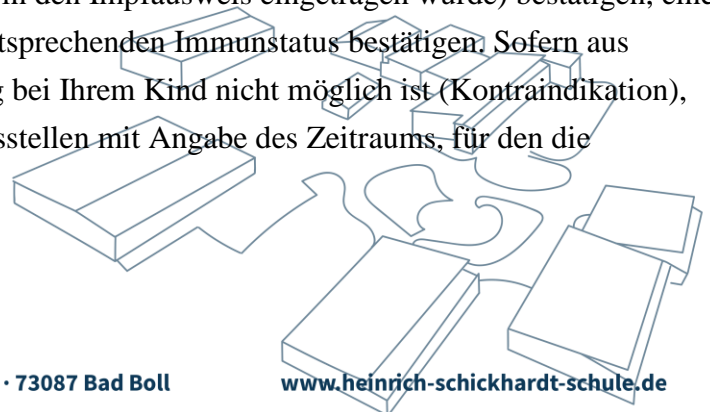 in den Impfausweis eingetragen wurde) bestätigen, eine
tsprechenden Immunstatus bestätigen. Sofern aus
g bei Ihrem Kind nicht möglich ist (Kontraindikation),
sstellen mit Angabe des Zeitraums, für den die
· 73087 Bad Boll www.heinrich-schickhardt-schule.de